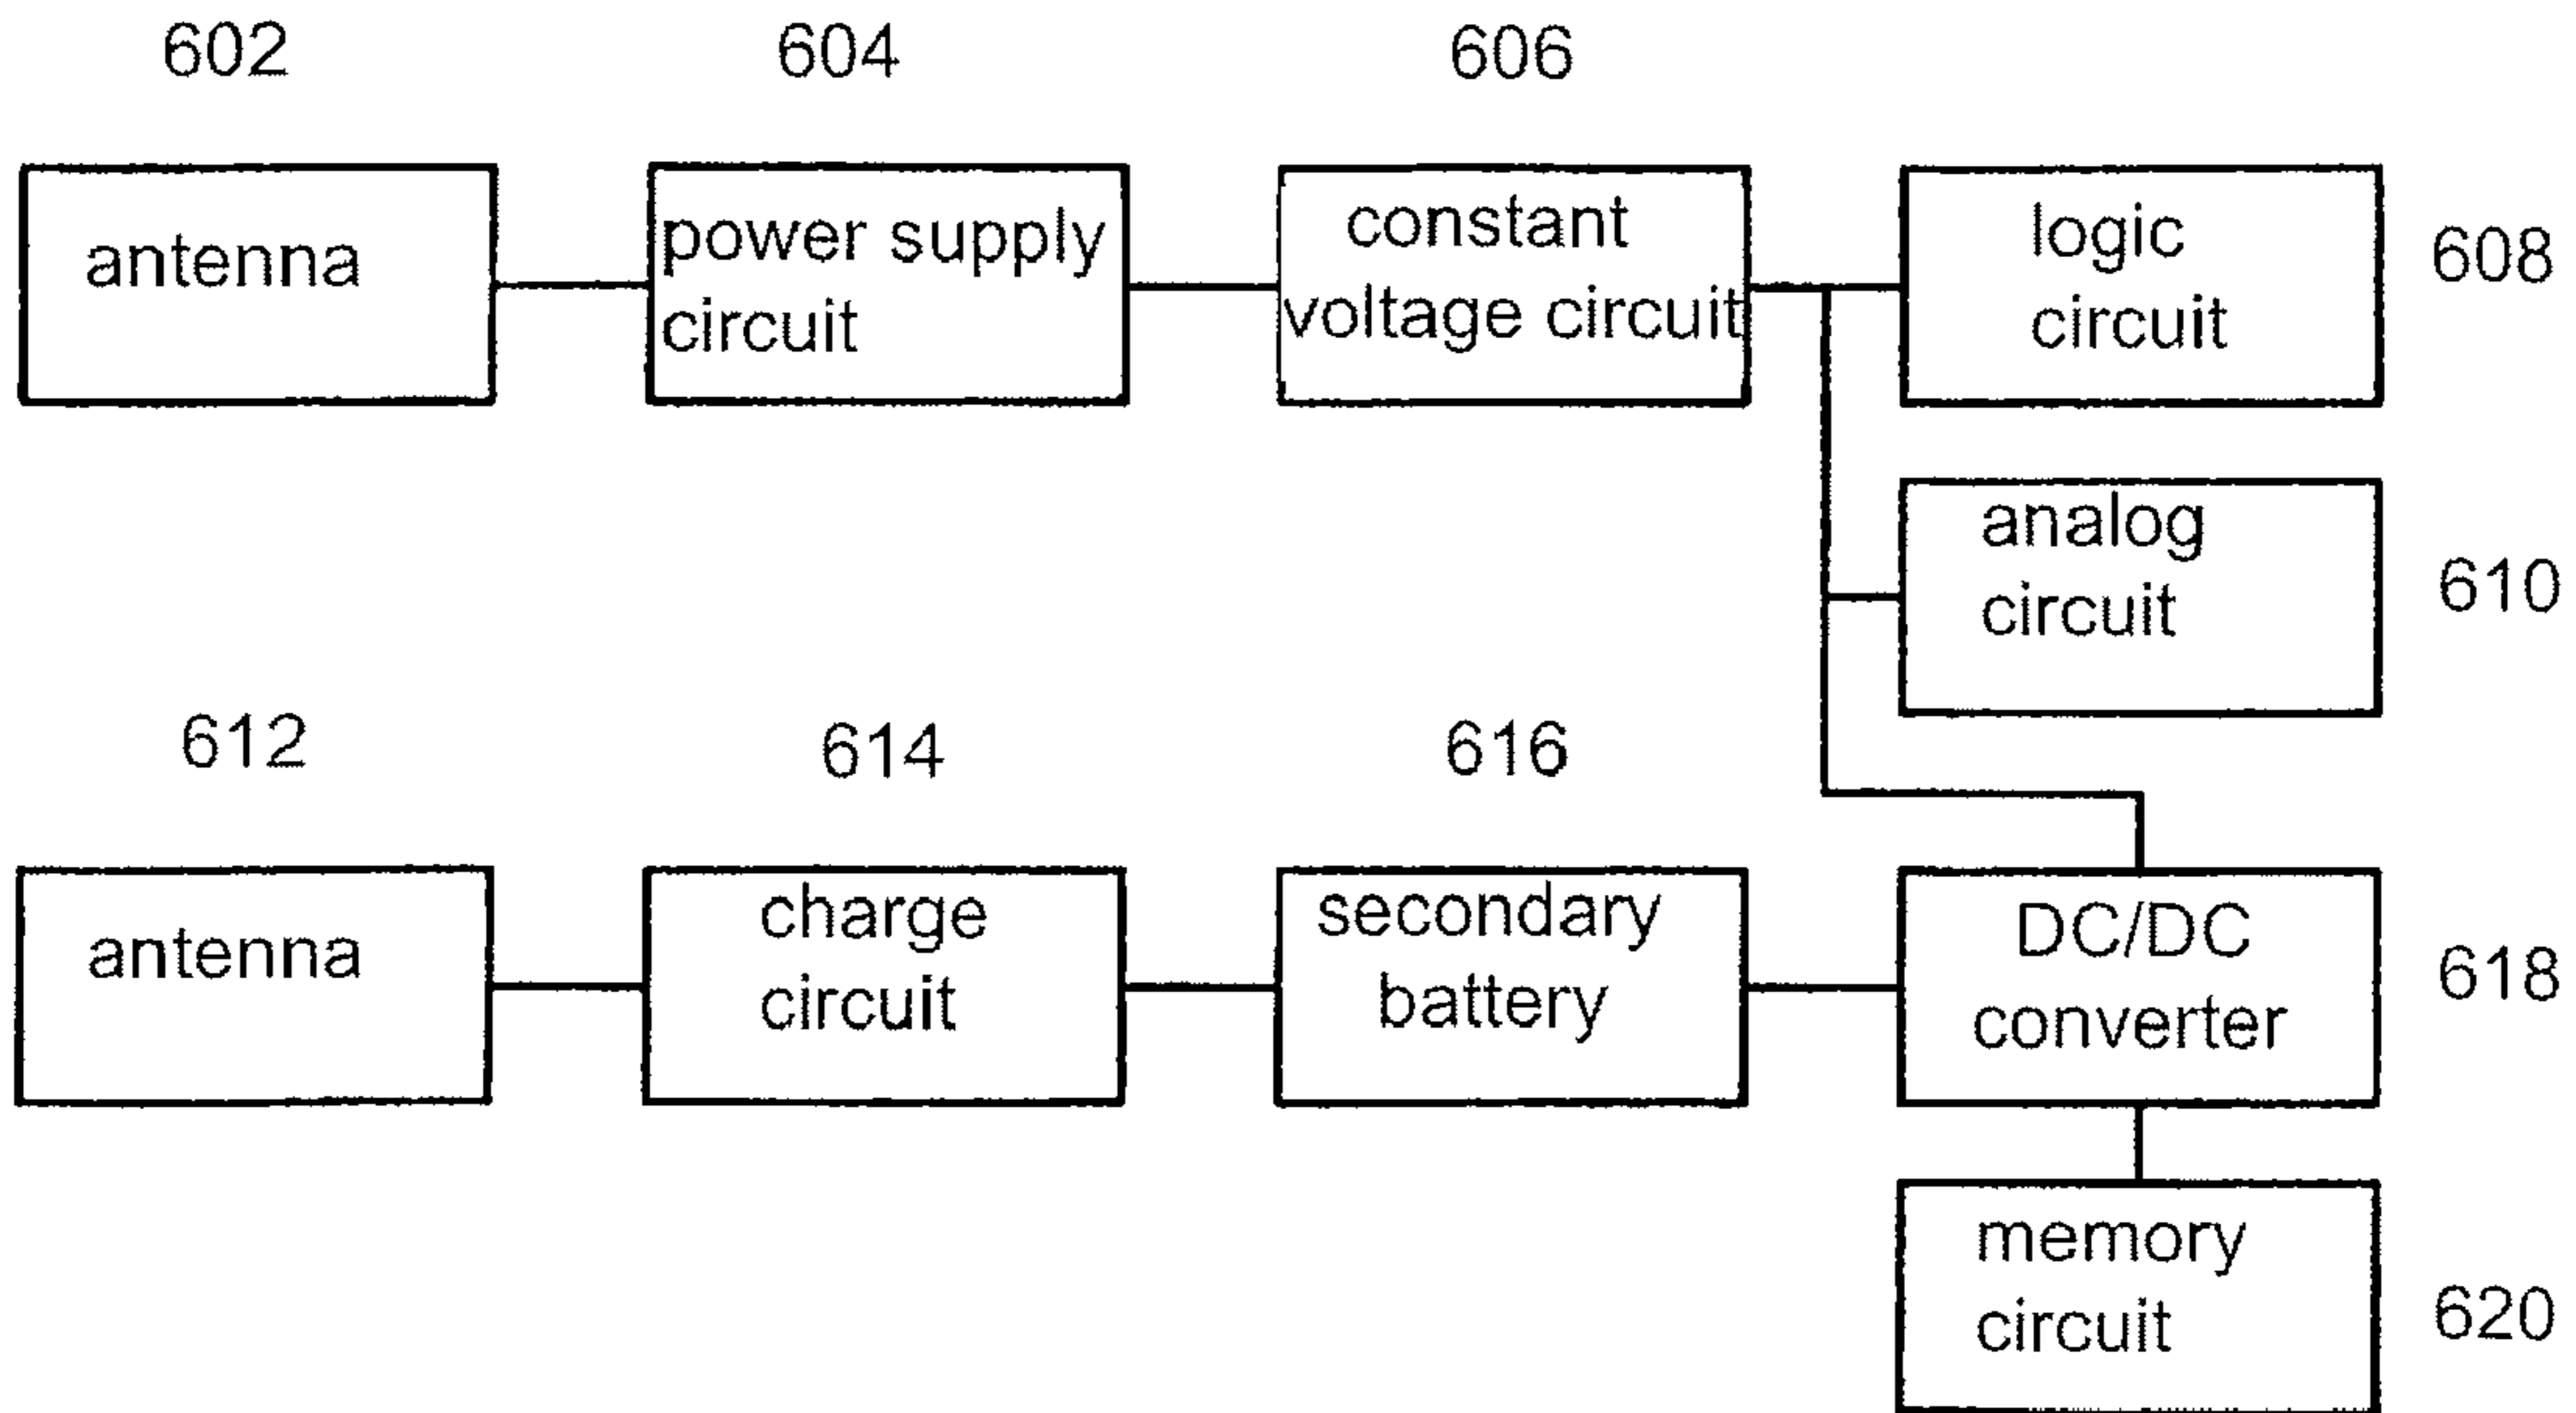 602
604
606
antenna
power supply
circuit
constant
voltage circuit
logic
circuit
608
analog
circuit
610
612
614
616
antenna
charge
circuit
secondary
battery
DC/DC
converter
618
memory
circuit
620